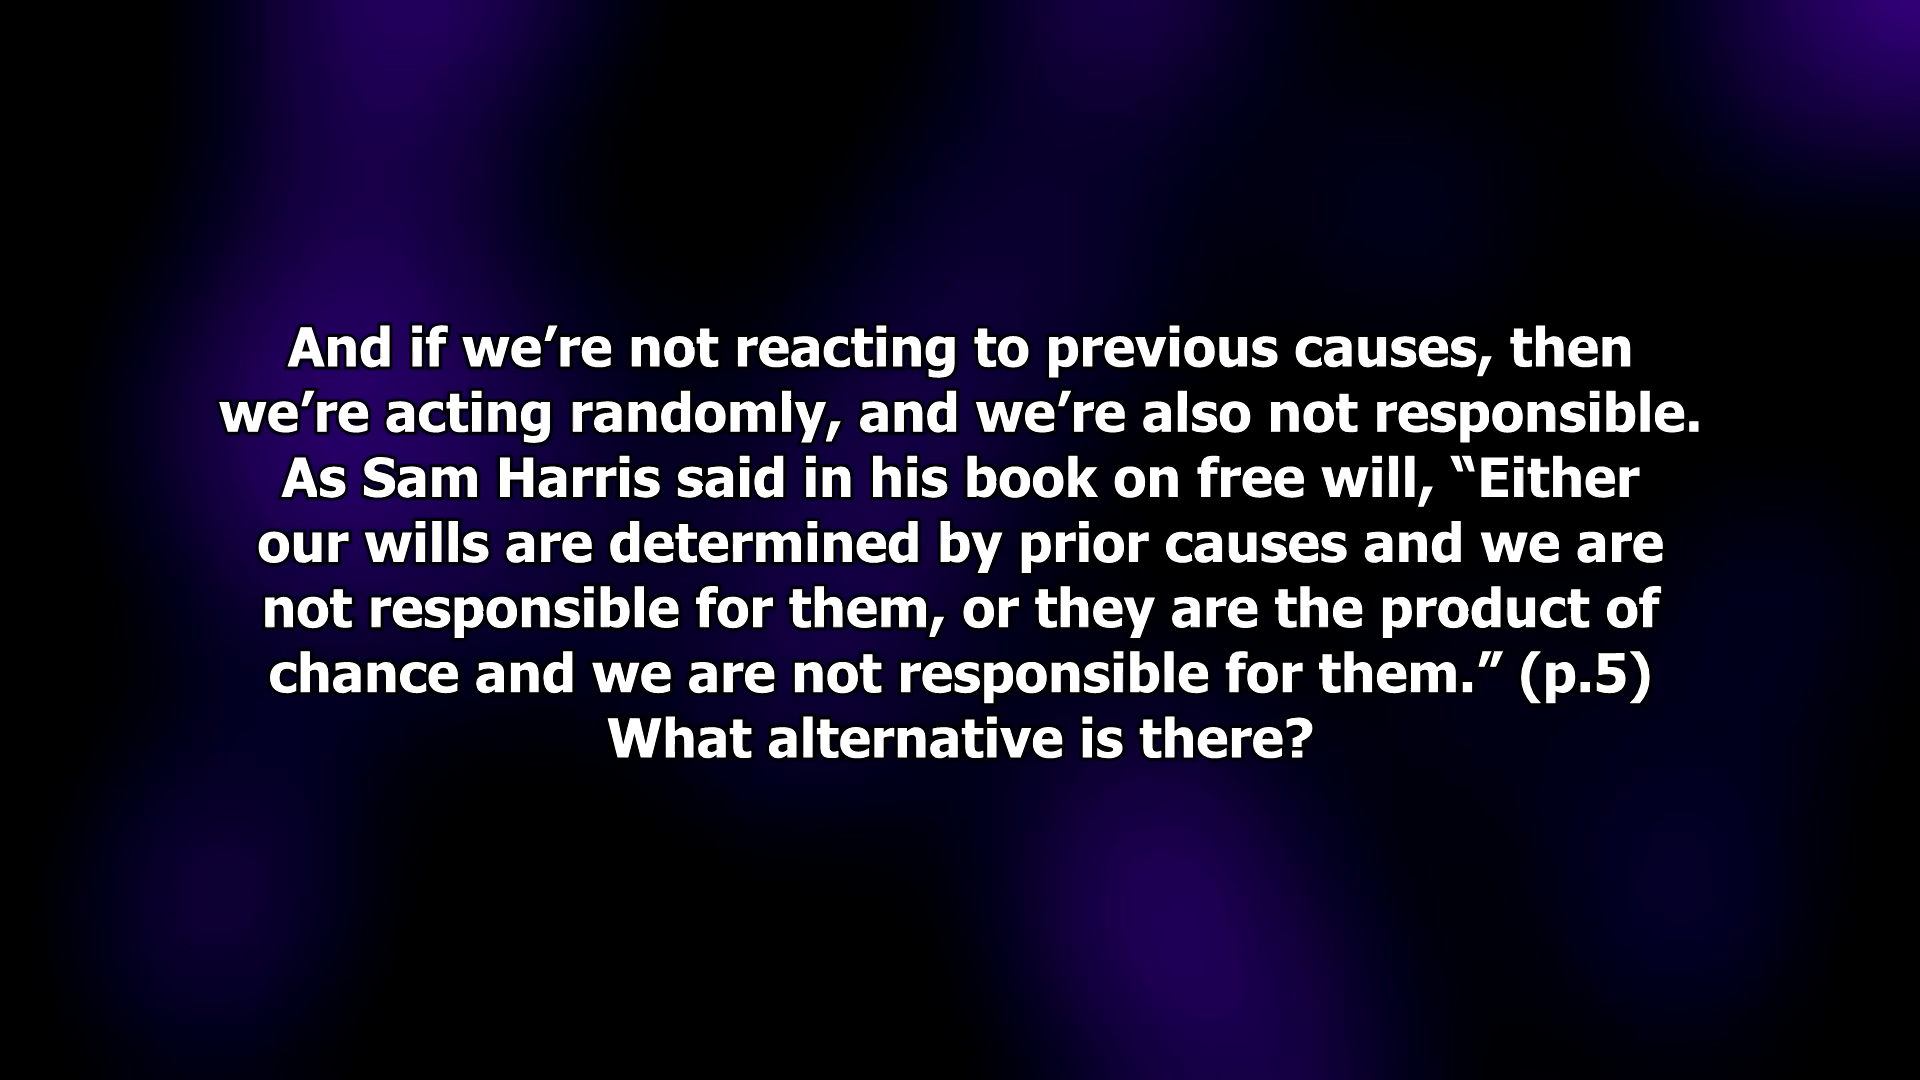 And if we’re not reacting to previous causes, then
we’re acting randomly, and we’re also not responsible.
As Sam Harris said in his book on free will, “Either
our wills are determined by prior causes and we are
not responsible for them, or they are the product of
chance and we are not responsible for them.” (p.5)
What alternative is there?